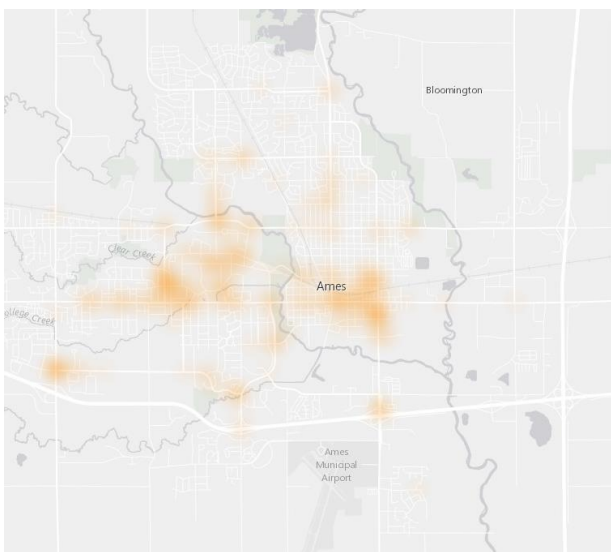 Bloomington
Clear Creek
Ames
College Creek
Ames
Municipal
Airport